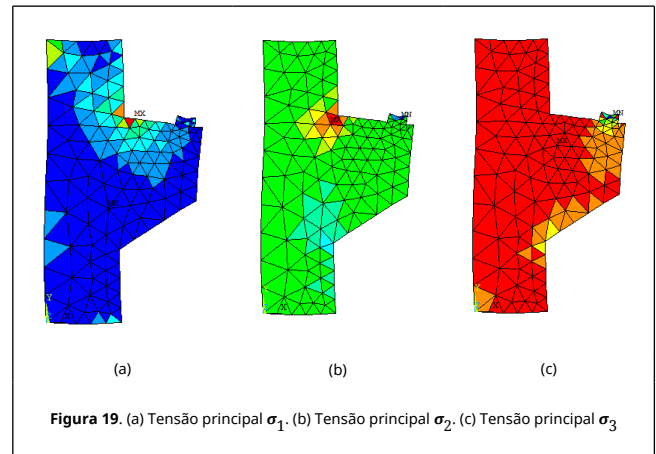 MX
MN
MN
Y
X
X
X
(a)
(b)
(c)
Figura 19. (a) Tensão principal σ1. (b) Tensão principal σ2. (c) Tensão principal σ3